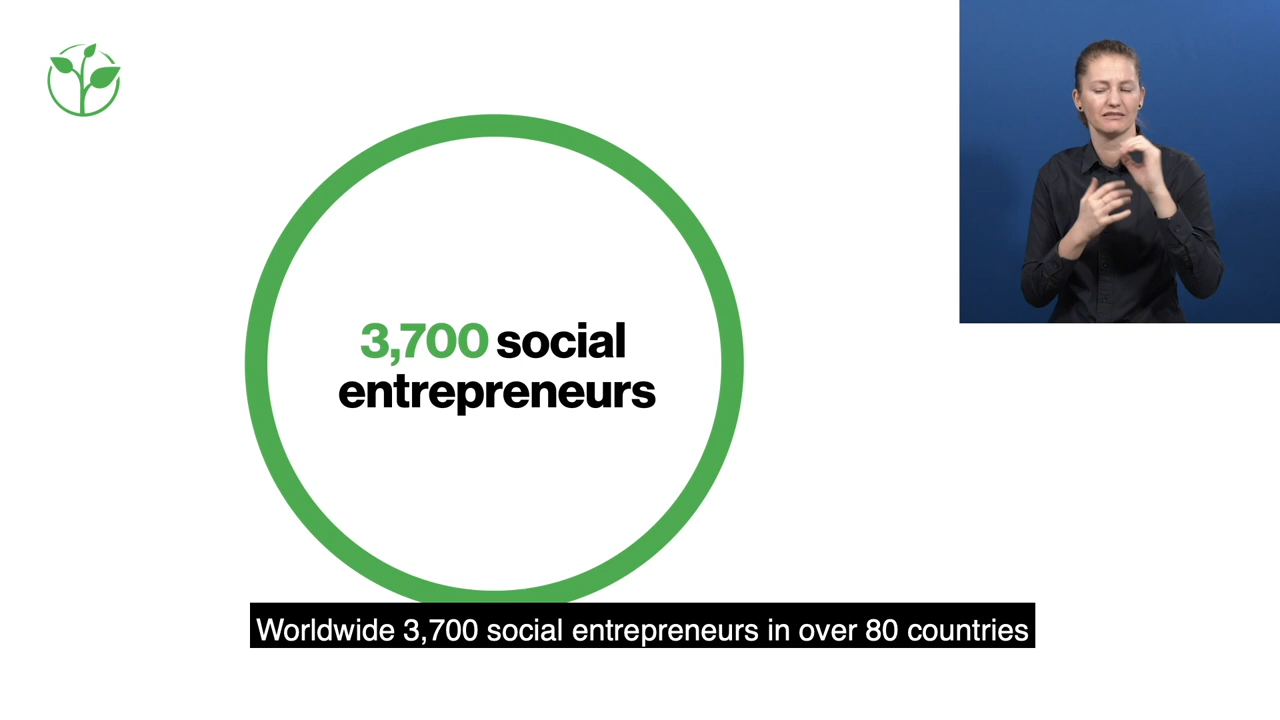 3,700 social
entrepreneurs
Worldwide 3,700 social entrepreneurs in over 80 countries